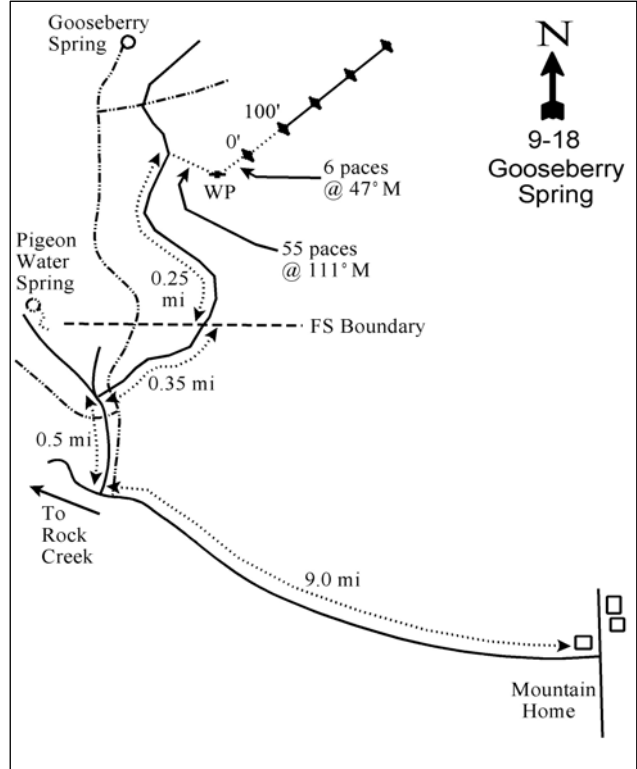 Gooseberry
Spring
N
9-18
Gooseberry
Spring
100'
0'
WP
6 paces
@ 47° M
55 paces
@ 111° M
Pigeon
Water
Spring
0.25
mi
FS Boundary
0.35 mi
0.5 mi
To
Rock
Creek
9.0 mi
Mountain
Home